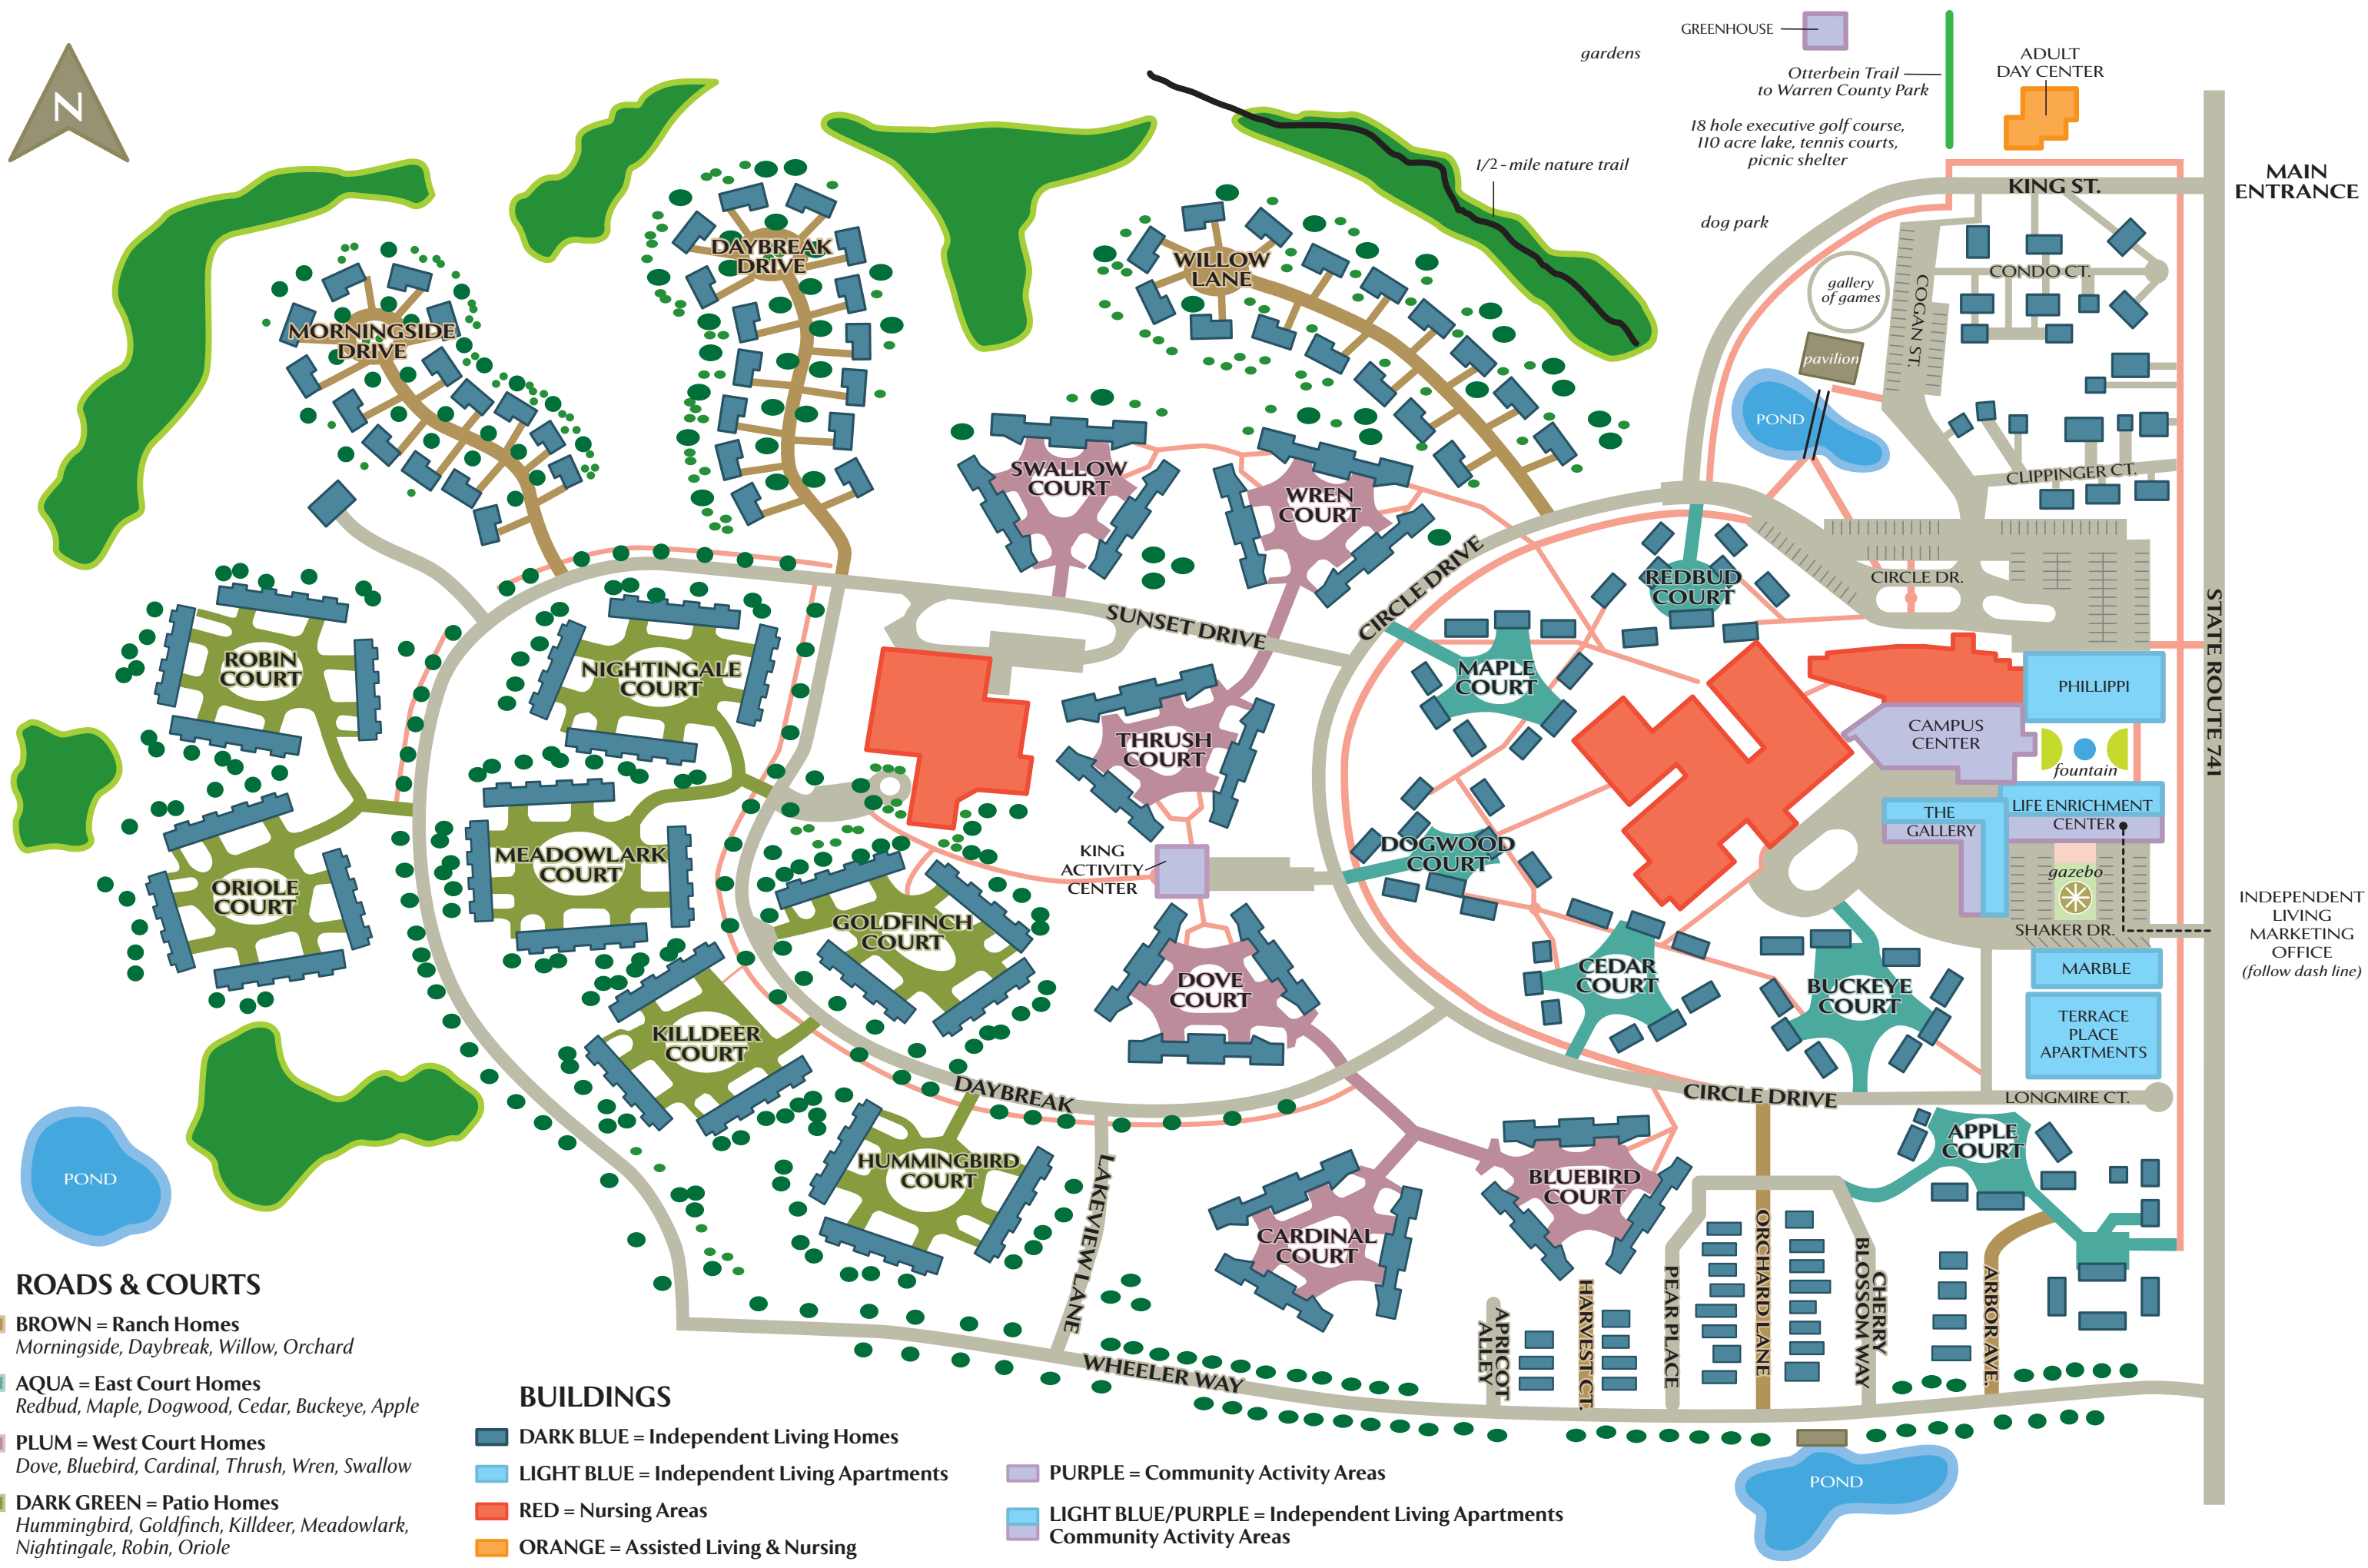 GREENHOUSE
gardens
Otterbein Trail
to Warren County Park
ADULT
DAY CENTER
18 hole executive golf course,
110 acre lake, tennis courts,
picnic shelter
1/2 - mile nature trail
dog park
KING ST.
MAIN
ENTRANCE
N
DAYBREAK
DRIVE
WILLOW
LANE
MORNINGSIDE
DRIVE
gallery
of games
COGAN ST.
CONDO CT.
pavilion
POND
CLIPPINGER CT.
SWALLOW
COURT
WREN
COURT
CIRCLE DRIVE
REDBUD
COURT
CIRCLE DR.
STATE ROUTE 741
SUNSET DRIVE
ROBIN
COURT
NIGHTINGALE
COURT
MAPLE
COURT
PHILLIPPI
THRUSH
COURT
CAMPUS
CENTER
fountain
LIFE ENRICHMENT
CENTER
THE
GALLERY
MEADOWLARK
COURT
KING
ACTIVITY
CENTER
DOGWOOD
COURT
gazebo
ORIOLE
COURT
GOLDFINCH
COURT
SHAKER DR.
INDEPENDENT
LIVING
MARKETING
OFFICE
(follow dash line)
DOVE
COURT
CEDAR
COURT
BUCKEYE
COURT
MARBLE
TERRACE
PLACE
APARTMENTS
KILLDEER
COURT
DAYBREAK
CIRCLE DRIVE
LONGMIRE CT.
APPLE
COURT
POND
HUMMINGBIRD
COURT
LAKEVIEW LANE
BLUEBIRD
COURT
CARDINAL
COURT
APRICOT
ALLEY
HARVEST CT.
PEAR PLACE
ORCHARD LANE
CHERRY
BLOSSOM WAY
ARBOR AVE.
WHEELER WAY
POND
ROADS & COURTS
BROWN = Ranch Homes
Morningside, Daybreak, Willow, Orchard
AQUA = East Court Homes
Redbud, Maple, Dogwood, Cedar, Buckeye, Apple
PLUM = West Court Homes
Dove, Bluebird, Cardinal, Thrush, Wren, Swallow
DARK GREEN = Patio Homes
Hummingbird, Goldfinch, Killdeer, Meadowlark,
Nightingale, Robin, Oriole
BUILDINGS
DARK BLUE = Independent Living Homes
LIGHT BLUE = Independent Living Apartments
RED = Nursing Areas
ORANGE = Assisted Living & Nursing
PURPLE = Community Activity Areas
LIGHT BLUE/PURPLE = Independent Living Apartments
Community Activity Areas